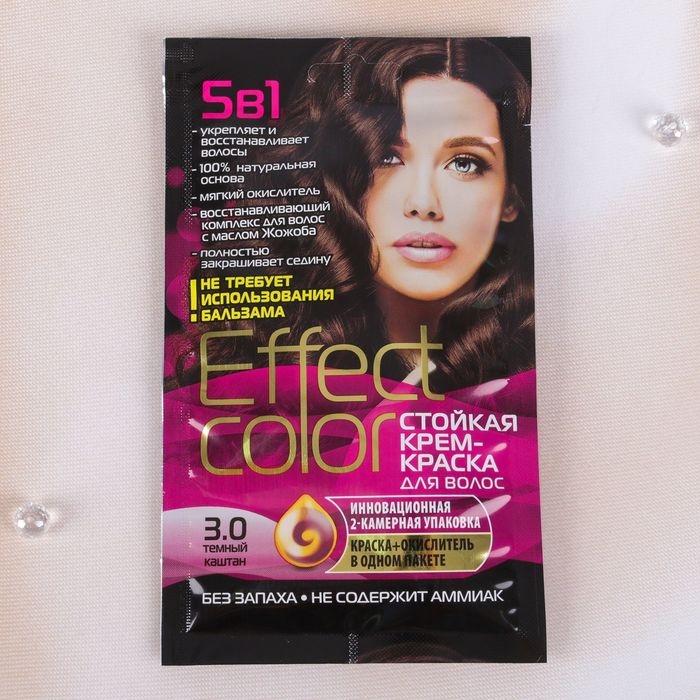 5в1
- укрепляет и
восстанавливает
волосы
- 100% натуральная
основа
- мягкий окислитель
- восстанавливающий
комплекс для волос
с маслом Жожоба
- полностью
закрашивает седину
! НЕ ТРЕБУЕТ
ИСПОЛЬЗОВАНИЯ
БАЛЬЗАМА
Effect
color
СТОЙКАЯ
КРЕМ-
КРАСКА
ДЛЯ ВОЛОС
ИННОВАЦИОННАЯ
2-КАМЕРНАЯ УПАКОВКА
КРАСКА+ОКИСЛИТЕЛЬ
В ОДНОМ ПАКЕТЕ
3.0
темный
каштан
БЕЗ ЗАПАХА • НЕ СОДЕРЖИТ АММИАК